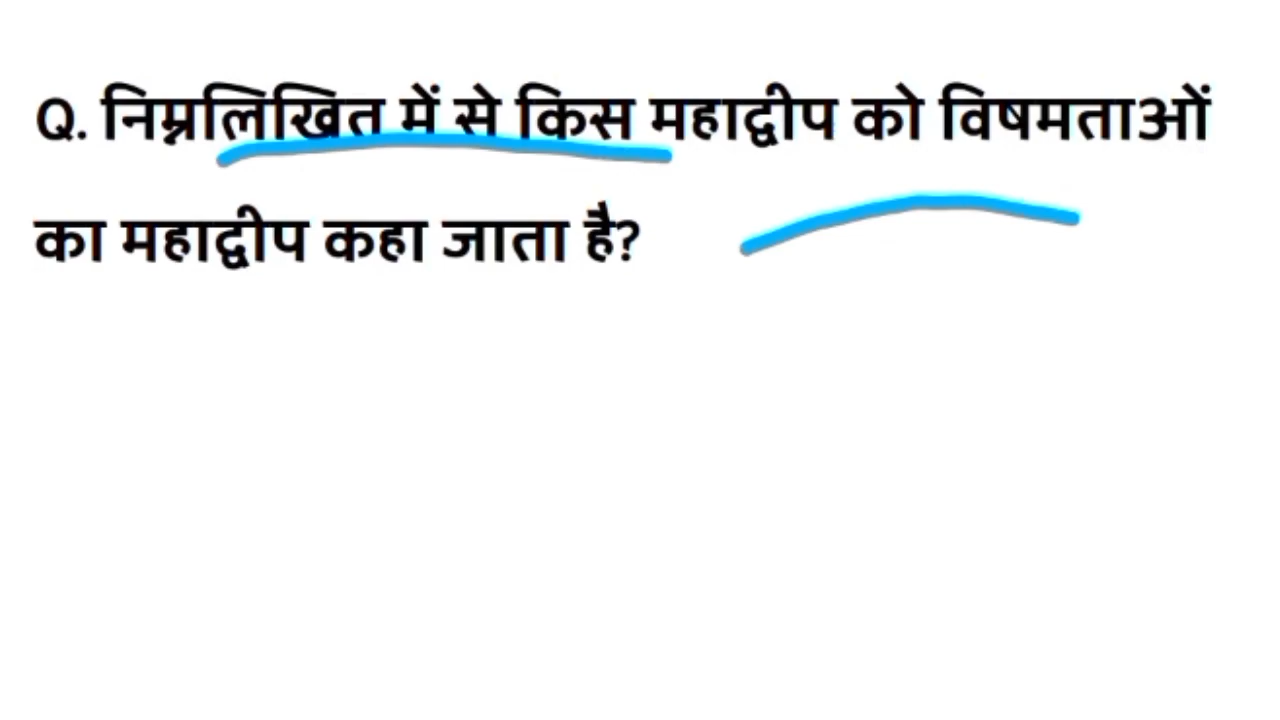 Q. निम्नलिखित में से किस महाद्वीप को विषमताओं
का महाद्वीप कहा जाता है?